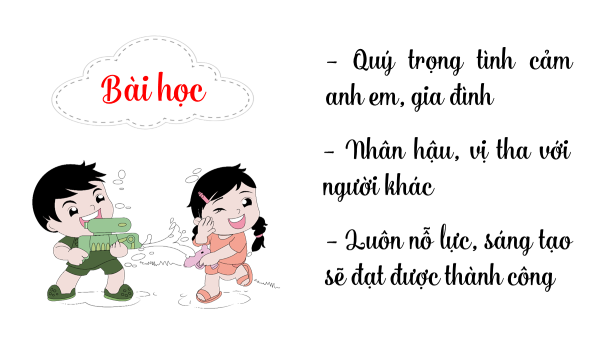 Bài học
– Quý trọng tình cảm
anh em, gia đình
– Nhân hậu, vị tha với
người khác
– Luôn nỗ lực, sáng tạo
sẽ đạt được thành công